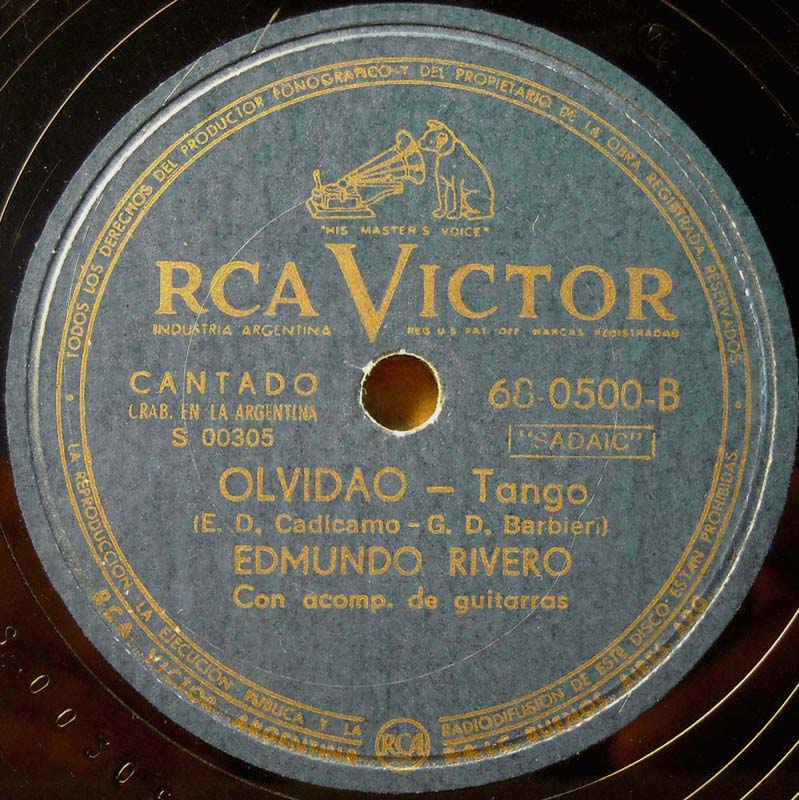 TODOS LOS DERECHOS DEL PRODUCTOR FONOGRAFICO Y DEL PROPIETARIO DE LA OBRA REGISTRADA RESERVADOS.
"HIS MASTER'S VOICE"
RCA VICTOR
INDUSTRIA ARGENTINA
REG U.S. PAT. OFF. MARCAS REGISTRADAS
CANTADO
GRAB. EN LA ARGENTINA
S 00305
68-0500-B
"SADAIC"
OLVIDAO - Tango
(E. D. Cadicamo - G. D. Barbieri)
EDMUNDO RIVERO
Con acomp. de guitarras
LA REPRODUCCION, LA EJECUCION PUBLICA Y LA RADIODIFUSION DE ESTE DISCO ESTAN PROHIBIDAS.
R.C.A. VICTOR ARGENTINA
RCA
BUENOS AIRES